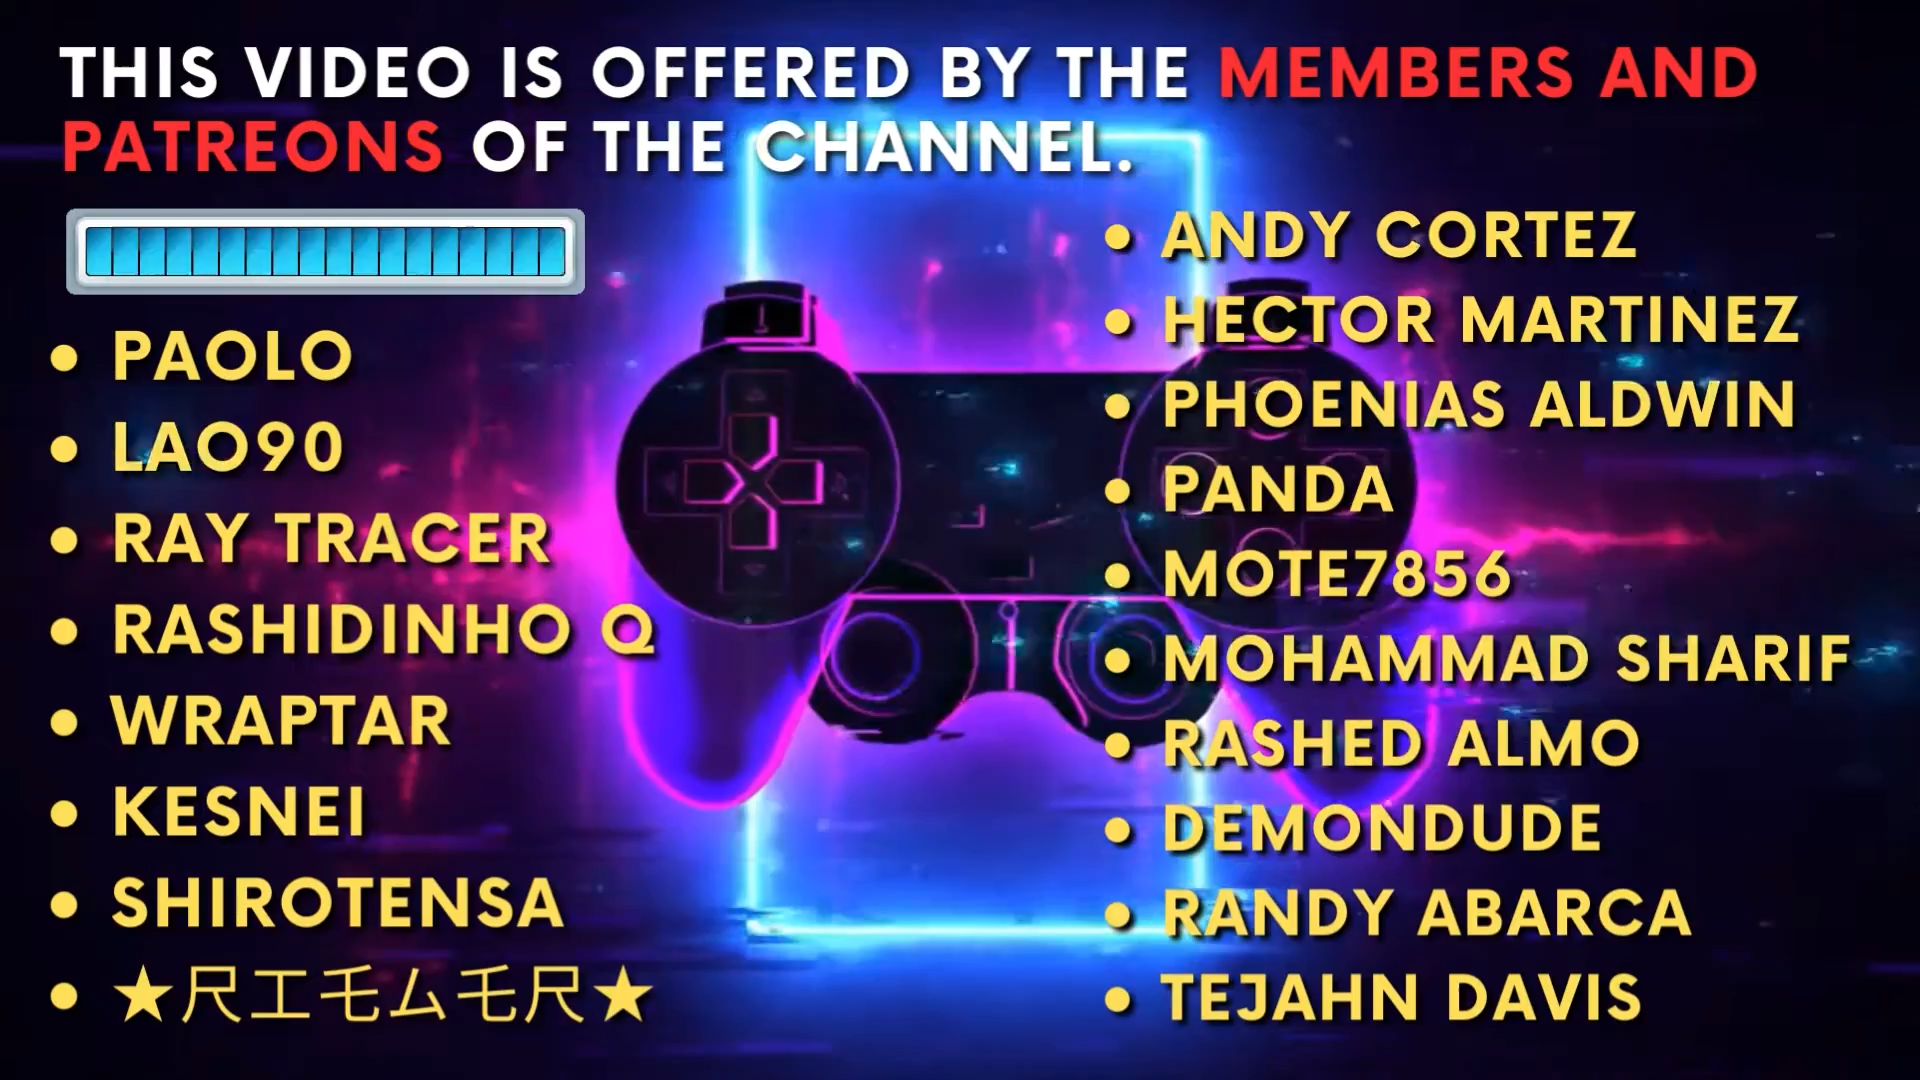 THIS VIDEO IS OFFERED BY THE MEMBERS AND
PATREONS OF THE CHANNEL.
• PAOLO
• LAO90
• RAY TRACER
• RASHIDINHO Q
• WRAPTAR
• KESNEI
• SHIROTENSA
• ★尺工モムモ尺★
• ANDY CORTEZ
• HECTOR MARTINEZ
• PHOENIAS ALDWIN
• PANDA
• MOTE7856
• MOHAMMAD SHARIF
• RASHED ALMO
• DEMONDUDE
• RANDY ABARCA
• TEJAHN DAVIS